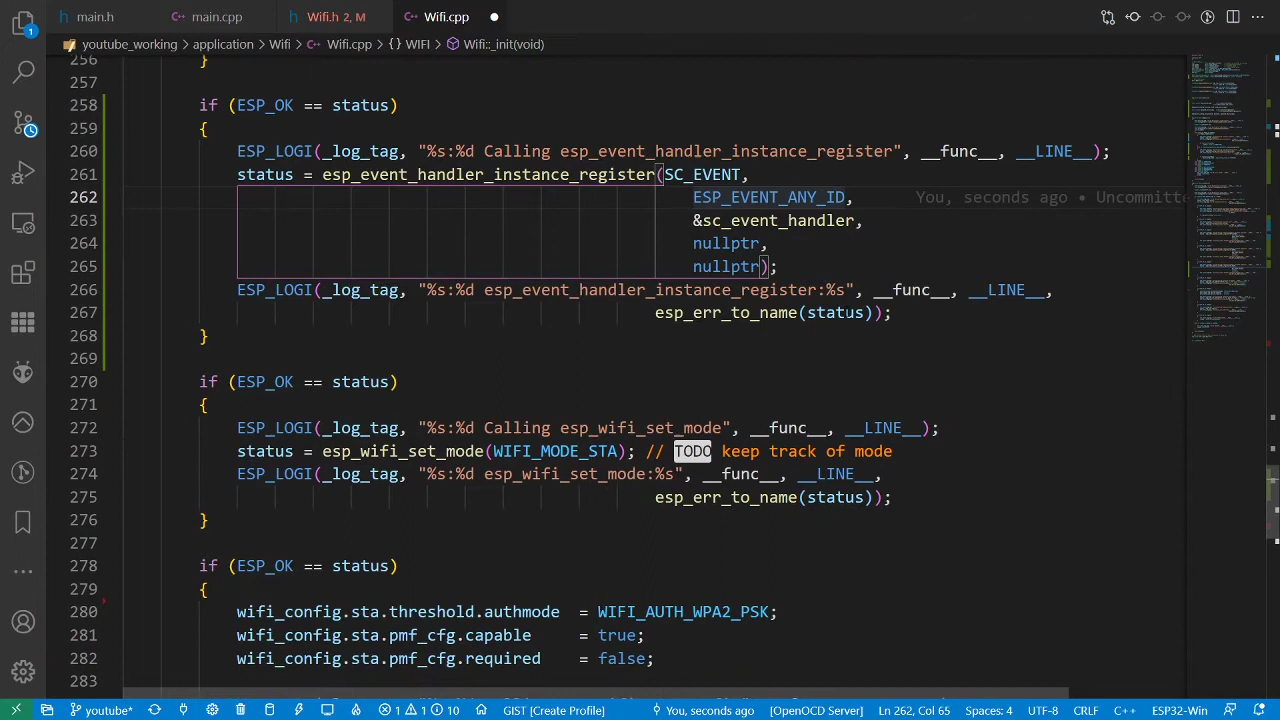 main.h
main.cpp
Wifi.h 2, M
Wifi.cpp
youtube_working > application > Wifi > Wifi.cpp > {} WIFI > Wifi::_init(void)
256 }
257
258 if (ESP_OK == status)
259 {
260 ESP_LOGI(_log_tag, "%s:%d Calling esp_event_handler_instance_register", __func__, __LINE__);
261 status = esp_event_handler_instance_register(SC_EVENT,
262 ESP_EVENT_ANY_ID, You, seconds ago • Uncommitte
263 &sc_event_handler,
264 nullptr,
265 nullptr);
266 ESP_LOGI(_log_tag, "%s:%d esp_event_handler_instance_register:%s", __func__, __LINE__,
267 esp_err_to_name(status));
268 }
269
270 if (ESP_OK == status)
271 {
272 ESP_LOGI(_log_tag, "%s:%d Calling esp_wifi_set_mode", __func__, __LINE__);
273 status = esp_wifi_set_mode(WIFI_MODE_STA); // TODO keep track of mode
274 ESP_LOGI(_log_tag, "%s:%d esp_wifi_set_mode:%s", __func__, __LINE__,
275 esp_err_to_name(status));
276 }
277
278 if (ESP_OK == status)
279 {
280 wifi_config.sta.threshold.authmode = WIFI_AUTH_WPA2_PSK;
281 wifi_config.sta.pmf_cfg.capable = true;
282 wifi_config.sta.pmf_cfg.required = false;
283
youtube* 1 1 10 GIST [Create Profile] You, seconds ago [OpenOCD Server] Ln 262, Col 65 Spaces: 4 UTF-8 CRLF C++ ESP32-Win